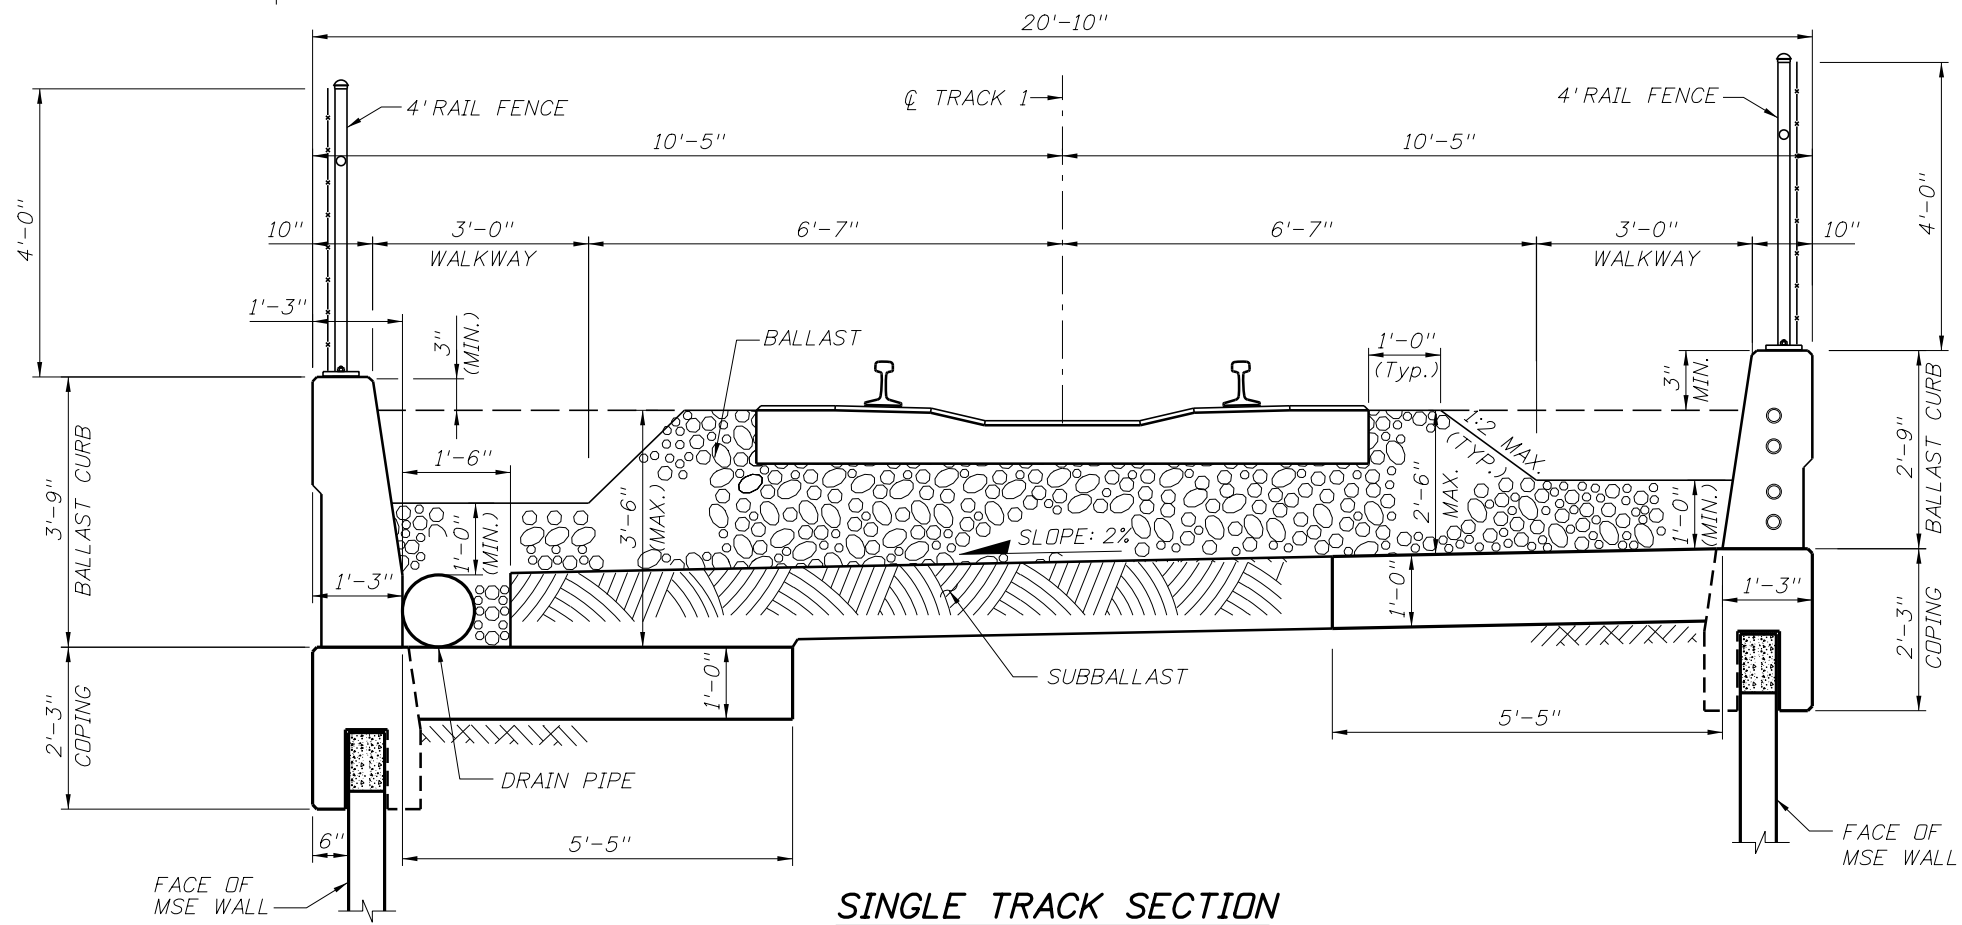 20'-10"
4' RAIL FENCE
℄ TRACK 1
4' RAIL FENCE
10'-5"
10'-5"
4'-0"
4'-0"
10"
3'-0"
WALKWAY
6'-7"
6'-7"
3'-0"
WALKWAY
10"
1'-3"
3"
(MIN.)
BALLAST
1'-0"
(Typ.)
3"
MIN.
1:2 MAX.
(TYP.)
3'-9"
BALLAST CURB
1'-6"
1'-0"
(MIN.)
3'-6"
(MAX.)
2'-6"
MAX.
1'-0"
(MIN.)
2'-9"
BALLAST CURB
SLOPE: 2%
1'-3"
1'-0"
1'-3"
2'-3"
COPING
1'-0"
SUBBALLAST
2'-3"
COPING
5'-5"
DRAIN PIPE
6"
5'-5"
FACE OF
MSE WALL
FACE OF
MSE WALL
SINGLE TRACK SECTION